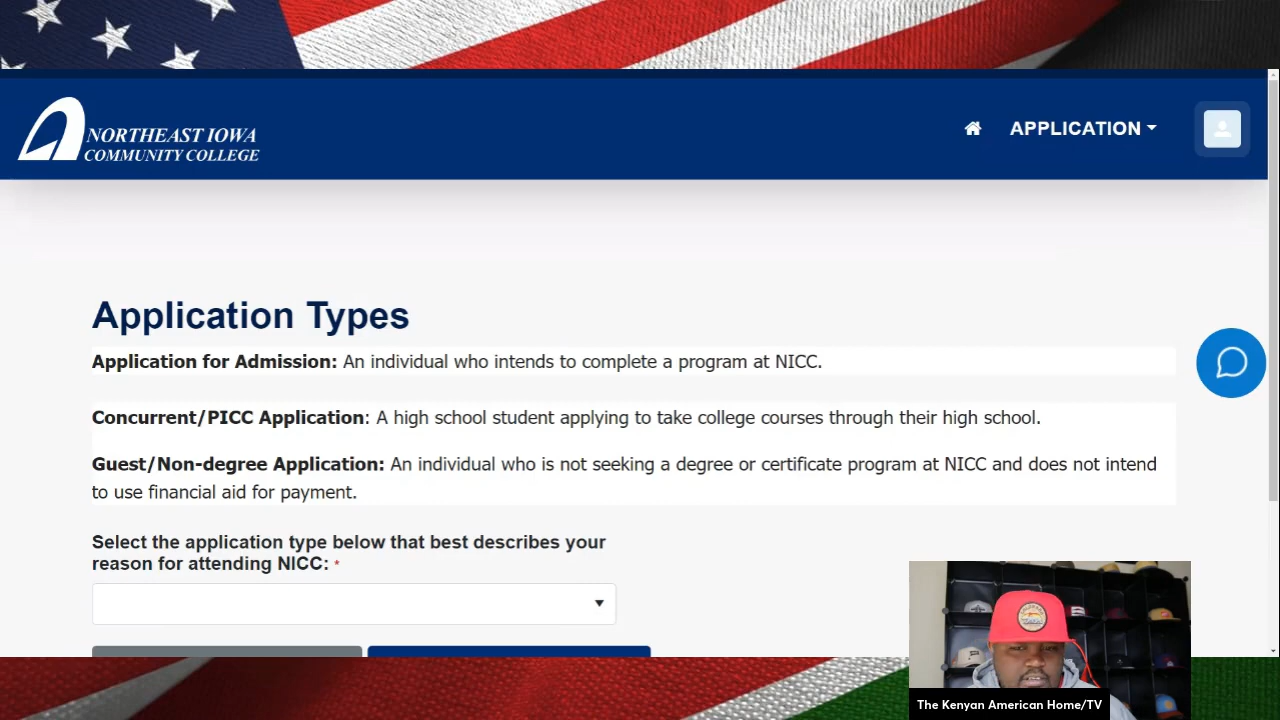 NORTHEAST IOWA
COMMUNITY COLLEGE
APPLICATION
Application Types
Application for Admission: An individual who intends to complete a program at NICC.
Concurrent/PICC Application: A high school student applying to take college courses through their high school.
Guest/Non-degree Application: An individual who is not seeking a degree or certificate program at NICC and does not intend
to use financial aid for payment.
Select the application type below that best describes your
reason for attending NICC: *
The Kenyan American Home/TV